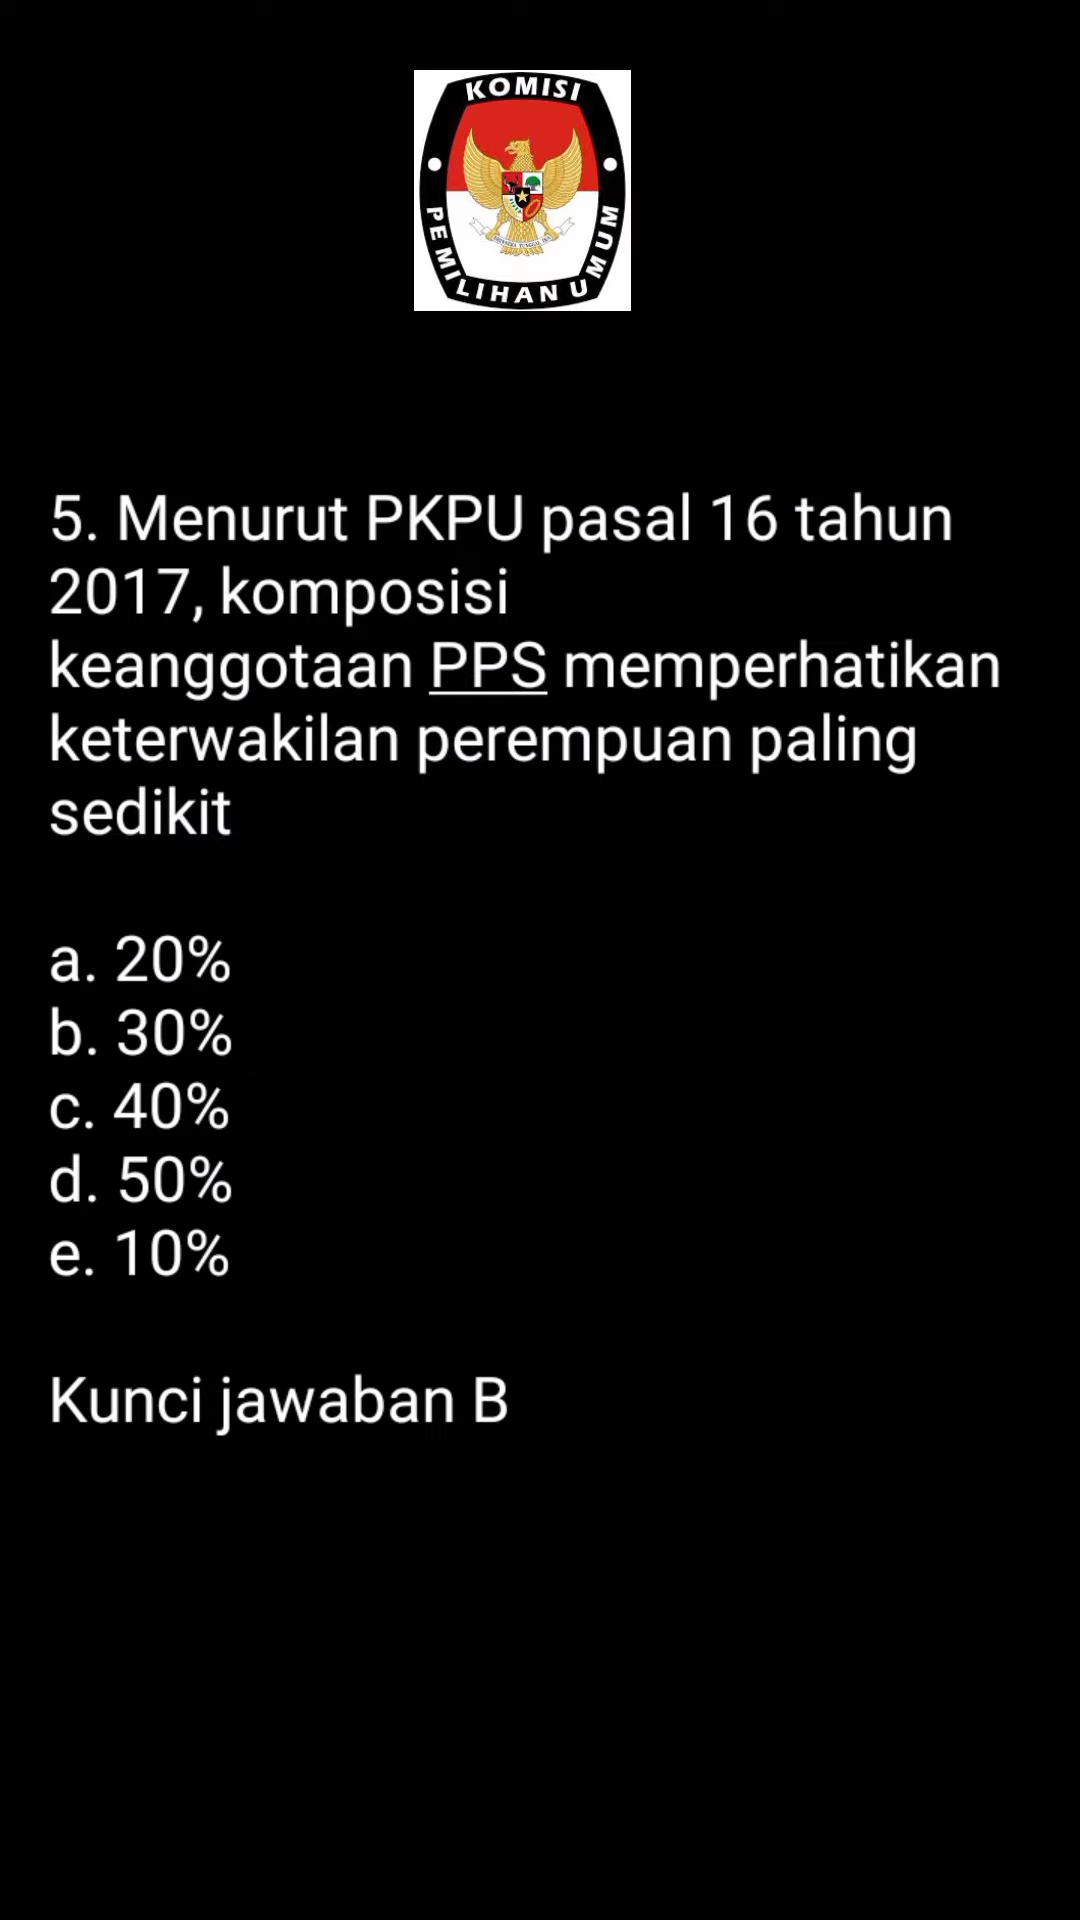 KOMISI
PEMILIHAN UMUM
5. Menurut PKPU pasal 16 tahun
2017, komposisi
keanggotaan PPS memperhatikan
keterwakilan perempuan paling
sedikit
a. 20%
b. 30%
c. 40%
d. 50%
e. 10%
Kunci jawaban B